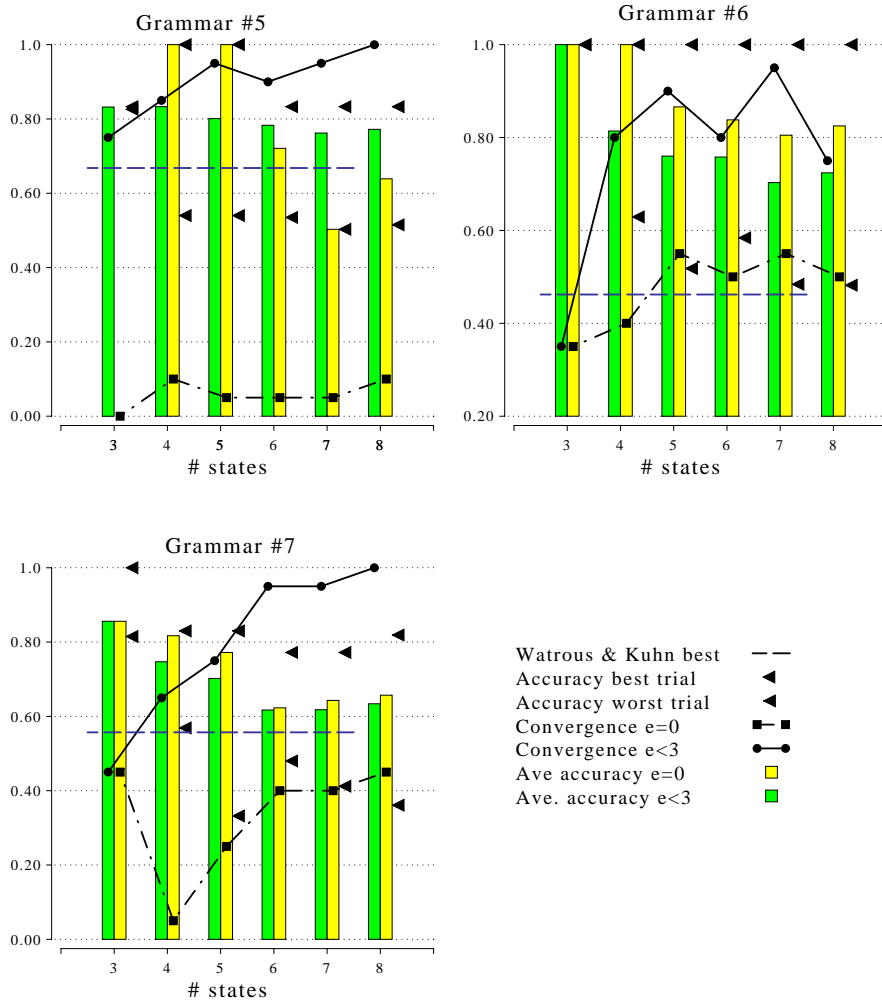 Grammar #5
1.0
0.80
0.60
0.40
0.20
0.00
3 4 5 6 7 8
# states
Grammar #6
1.0
0.80
0.60
0.40
0.20
3 4 5 6 7 8
# states
Grammar #7
1.0
0.80
0.60
0.40
0.20
0.00
3 4 5 6 7 8
# states
Watrous & Kuhn best
Accuracy best trial
Accuracy worst trial
Convergence e=0
Convergence e<3
Ave accuracy e=0
Ave. accuracy e<3